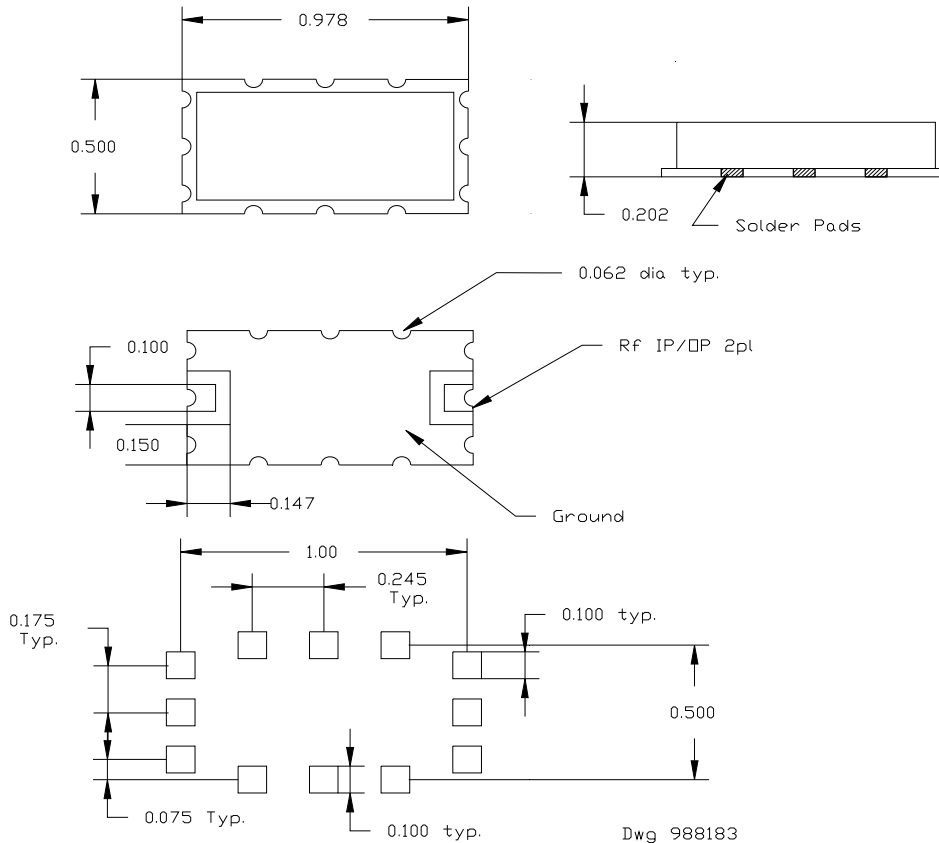 0.978
0.500
0.202
Solder Pads
0.062 dia typ.
0.100
Rf IP/OP 2pl
0.150
0.147
Ground
1.00
0.245
Typ.
0.175
Typ.
0.100 typ.
0.500
0.075 Typ.
0.100 typ.
Dwg 988183